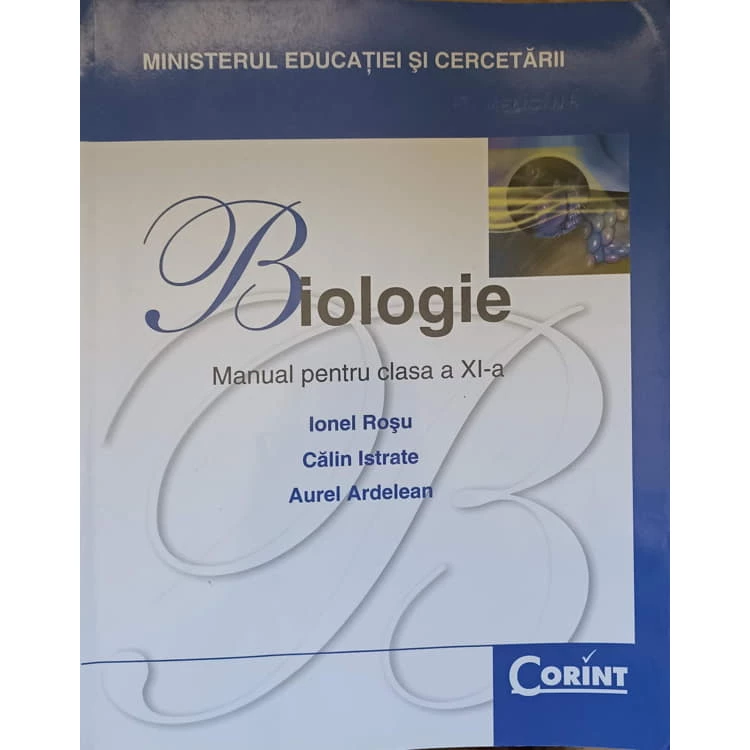 MINISTERUL EDUCAȚIEI ȘI CERCETĂRII
Biologie
Manual pentru clasa a XI-a
Ionel Roșu
Călin Istrate
Aurel Ardelean
CORINT